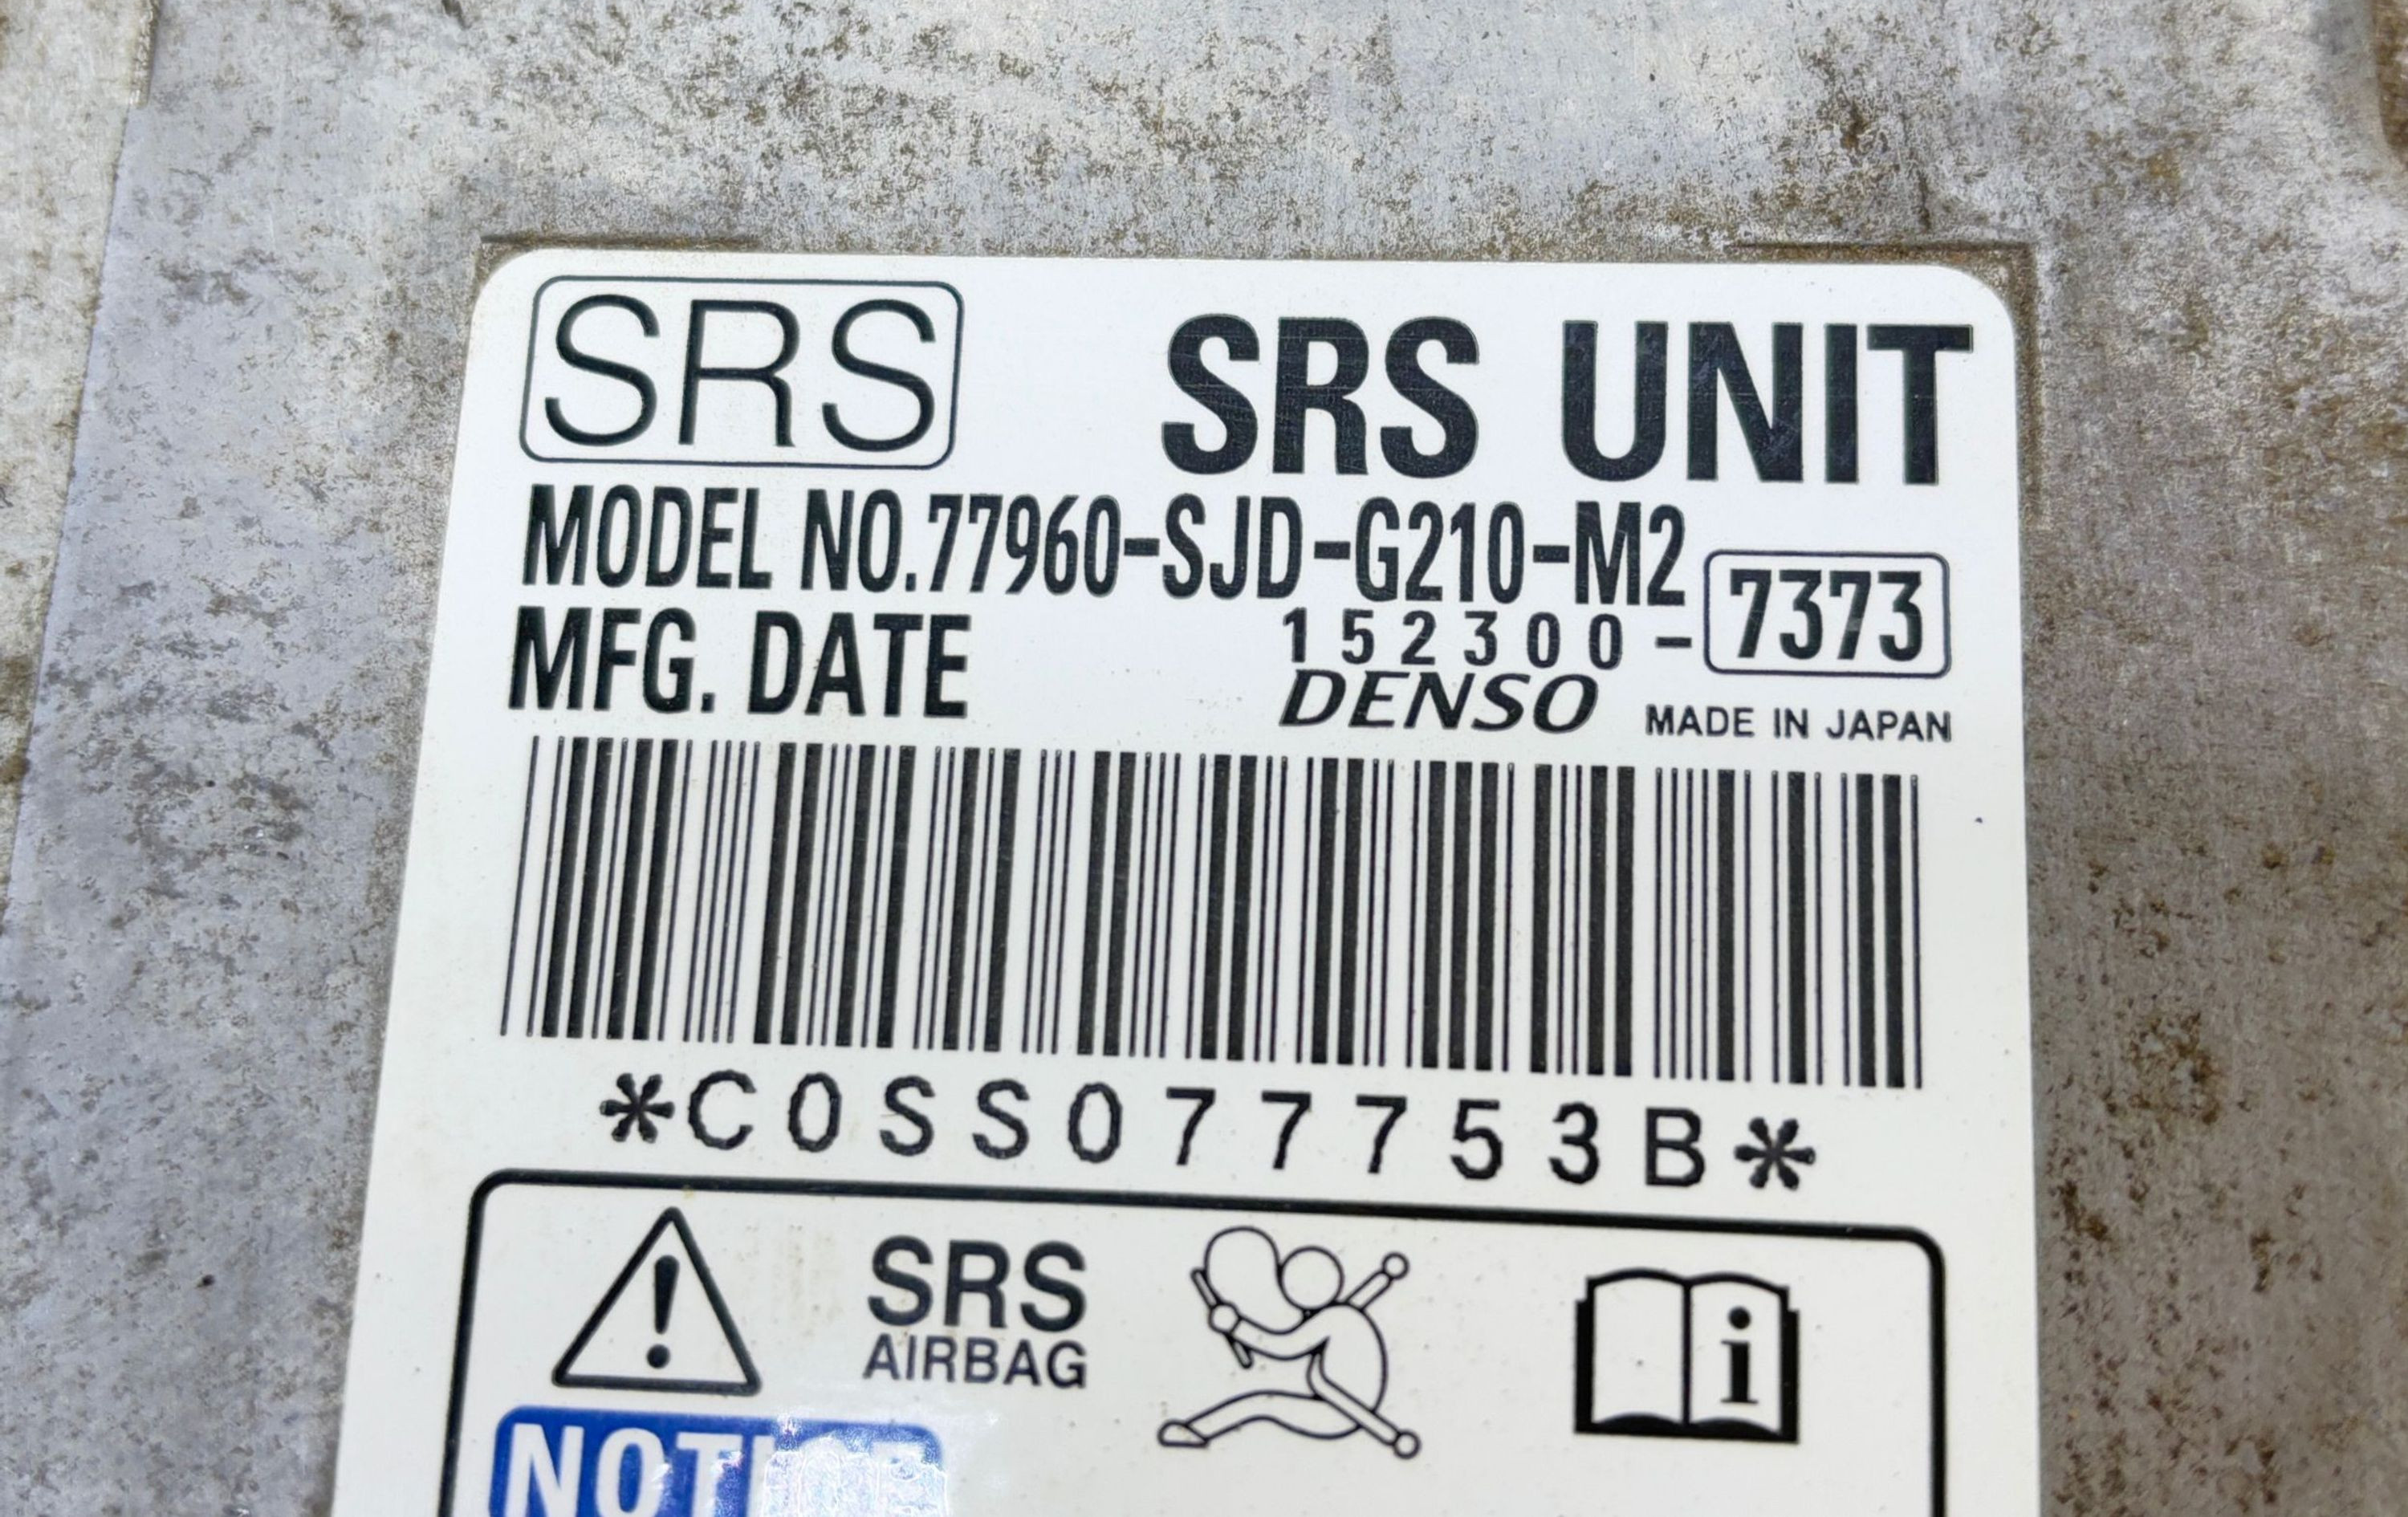 SRS SRS UNIT
MODEL NO.77960-SJD-G210-M2
MFG. DATE 152300-7373
DENSO MADE IN JAPAN
*C0SS077753B*
! SRS i
AIRBAG
NOTICE